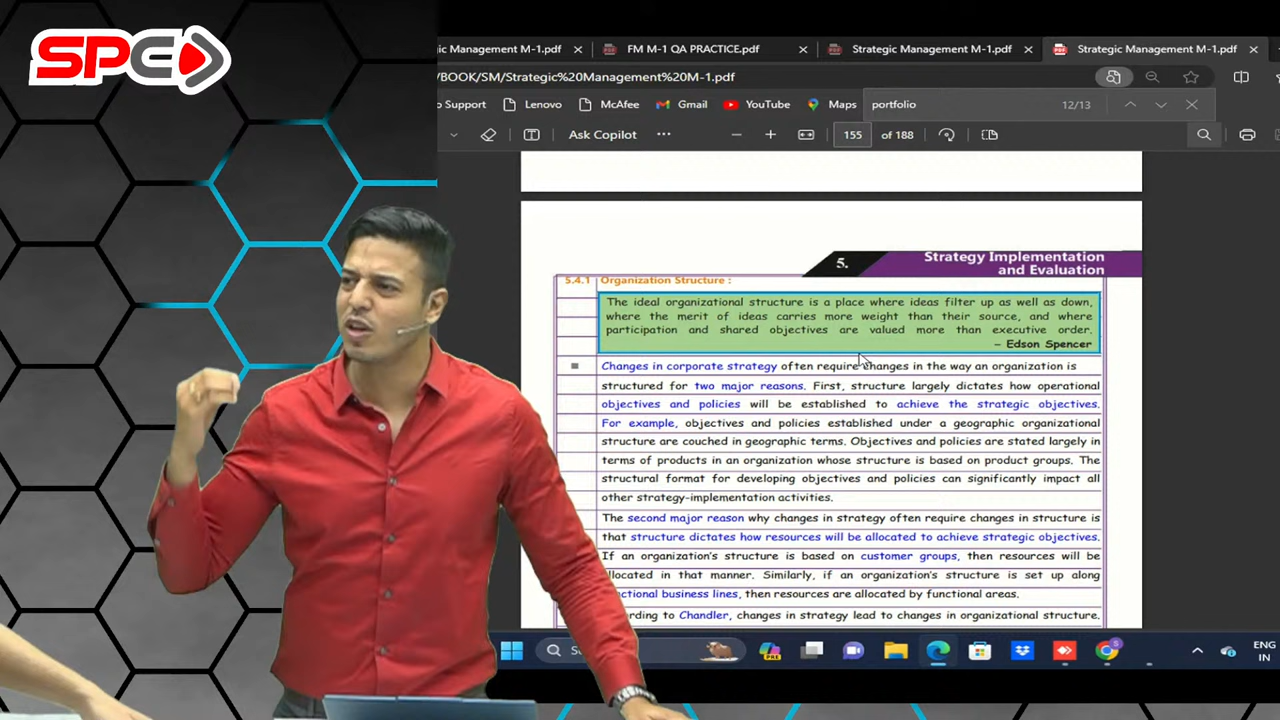 SPED
ic Management M-1.pdf
FM M-1 QA PRACTICE.pdf
Strategic Management M-1.pdf
Strategic Management M-1.pdf
/BOOK/SM/Strategic%20Management%20M-1.pdf
o Support
Lenovo
McAfee
Gmail
YouTube
Maps
portfolio
12/13
Ask Copilot
155
of 188
5.
Strategy Implementation
and Evaluation
5.4.1 Organization Structure :
The ideal organizational structure is a place where ideas filter up as well as down,
where the merit of ideas carries more weight than their source, and where
participation and shared objectives are valued more than executive order.
– Edson Spencer
Changes in corporate strategy often require changes in the way an organization is
structured for two major reasons. First, structure largely dictates how operational
objectives and policies will be established to achieve the strategic objectives.
For example, objectives and policies established under a geographic organizational
structure are couched in geographic terms. Objectives and policies are stated largely in
terms of products in an organization whose structure is based on product groups. The
structural format for developing objectives and policies can significantly impact all
other strategy-implementation activities.
The second major reason why changes in strategy often require changes in structure is
that structure dictates how resources will be allocated to achieve strategic objectives.
If an organization's structure is based on customer groups, then resources will be
llocated in that manner. Similarly, if an organization's structure is set up along
ctional business lines, then resources are allocated by functional areas.
rding to Chandler, changes in strategy lead to changes in organizational structure.
PRE
ENG
IN